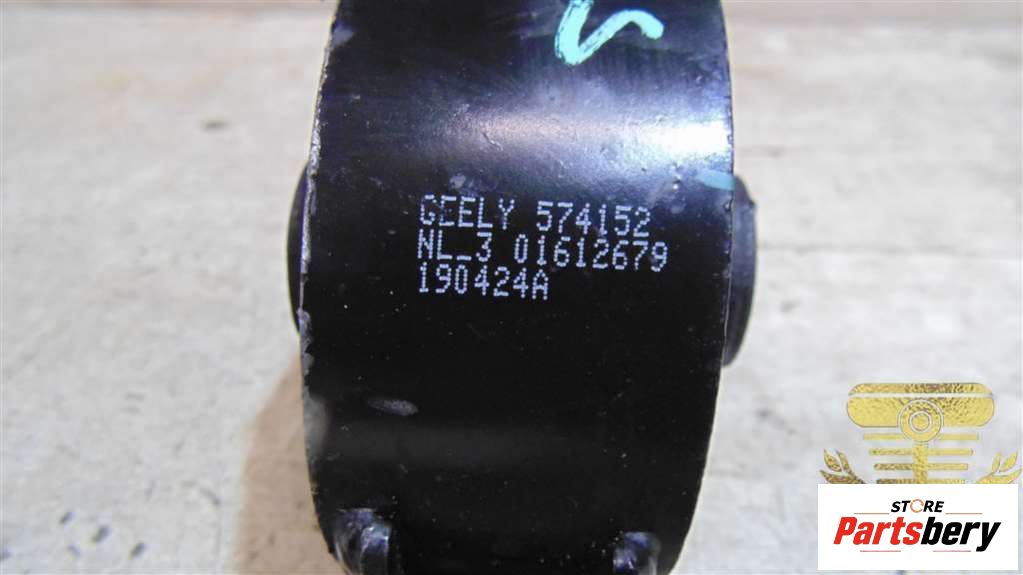 GEELY 574152
NL_3 01612679
190424A
STORE
Partsbery